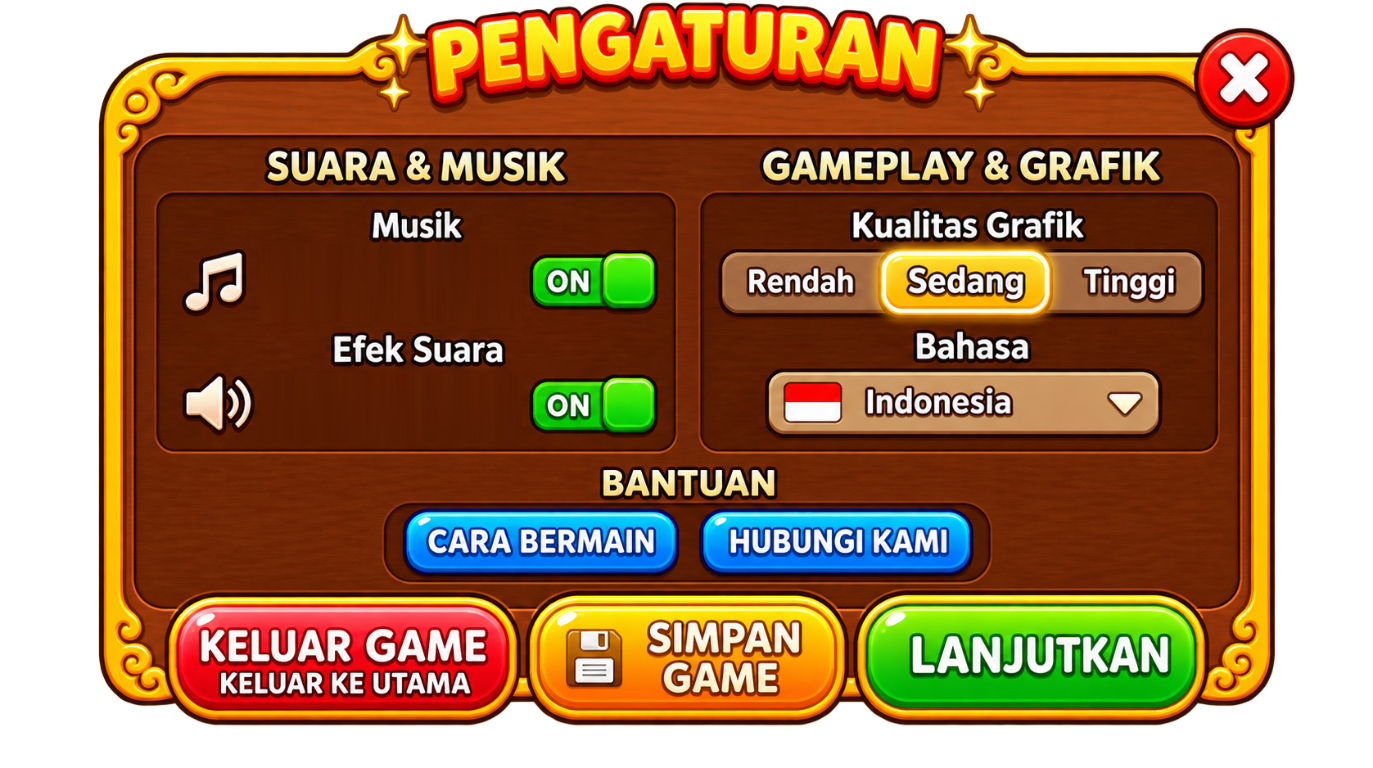 PENGATURAN
SUARA & MUSIK
Musik
ON
Efek Suara
ON
GAMEPLAY & GRAFIK
Kualitas Grafik
Rendah Sedang Tinggi
Bahasa
Indonesia
BANTUAN
CARA BERMAIN
HUBUNGI KAMI
KELUAR GAME
KELUAR KE UTAMA
SIMPAN
GAME
LANJUTKAN